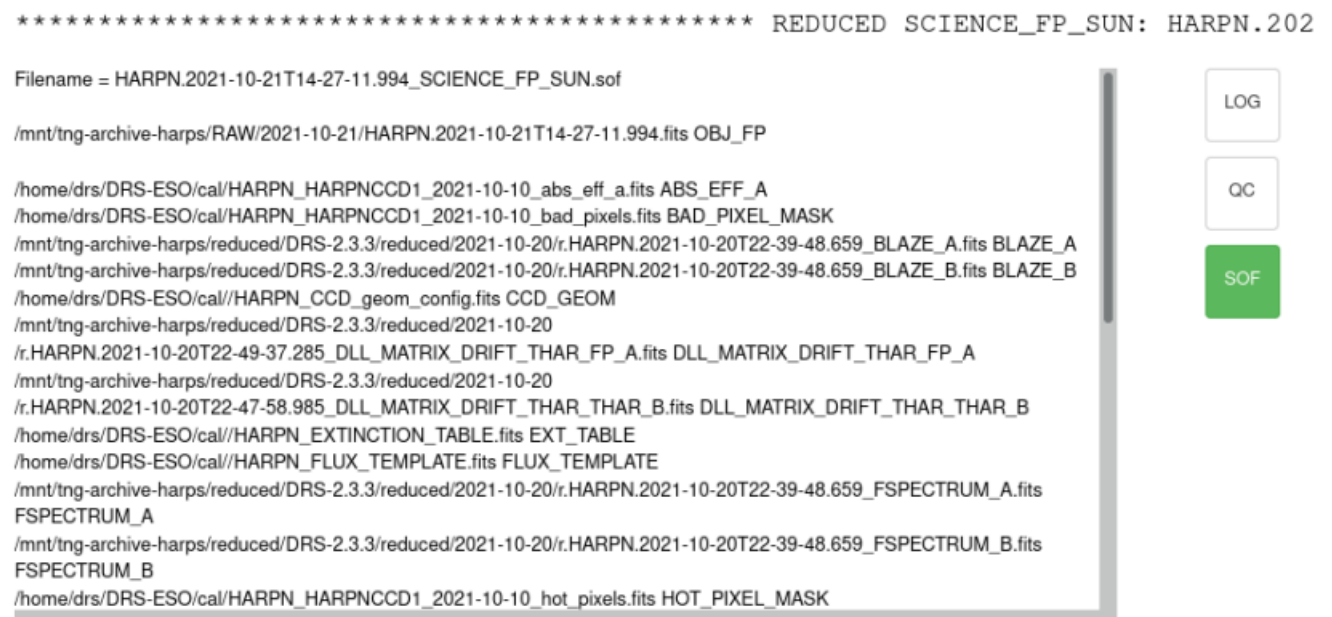 **************************************** REDUCED SCIENCE_FP_SUN: HARPN.202
Filename = HARPN.2021-10-21T14-27-11.994_SCIENCE_FP_SUN.sof
/mnt/tng-archive-harps/RAW/2021-10-21/HARPN.2021-10-21T14-27-11.994.fits OBJ_FP
/home/drs/DRS-ESO/cal/HARPN_HARPNCCD1_2021-10-10_abs_eff_a.fits ABS_EFF_A
/home/drs/DRS-ESO/cal/HARPN_HARPNCCD1_2021-10-10_bad_pixels.fits BAD_PIXEL_MASK
/mnt/tng-archive-harps/reduced/DRS-2.3.3/reduced/2021-10-20/r.HARPN.2021-10-20T22-39-48.659_BLAZE_A.fits BLAZE_A
/mnt/tng-archive-harps/reduced/DRS-2.3.3/reduced/2021-10-20/r.HARPN.2021-10-20T22-39-48.659_BLAZE_B.fits BLAZE_B
/home/drs/DRS-ESO/cal//HARPN_CCD_geom_config.fits CCD_GEOM
/mnt/tng-archive-harps/reduced/DRS-2.3.3/reduced/2021-10-20
/r.HARPN.2021-10-20T22-49-37.285_DLL_MATRIX_DRIFT_THAR_FP_A.fits DLL_MATRIX_DRIFT_THAR_FP_A
/mnt/tng-archive-harps/reduced/DRS-2.3.3/reduced/2021-10-20
/r.HARPN.2021-10-20T22-47-58.985_DLL_MATRIX_DRIFT_THAR_THAR_B.fits DLL_MATRIX_DRIFT_THAR_THAR_B
/home/drs/DRS-ESO/cal//HARPN_EXTINCTION_TABLE.fits EXT_TABLE
/home/drs/DRS-ESO/cal//HARPN_FLUX_TEMPLATE.fits FLUX_TEMPLATE
/mnt/tng-archive-harps/reduced/DRS-2.3.3/reduced/2021-10-20/r.HARPN.2021-10-20T22-39-48.659_FSPECTRUM_A.fits
FSPECTRUM_A
/mnt/tng-archive-harps/reduced/DRS-2.3.3/reduced/2021-10-20/r.HARPN.2021-10-20T22-39-48.659_FSPECTRUM_B.fits
FSPECTRUM_B
/home/drs/DRS-ESO/cal/HARPN_HARPNCCD1_2021-10-10_hot_pixels.fits HOT_PIXEL_MASK
LOG
QC
SOF